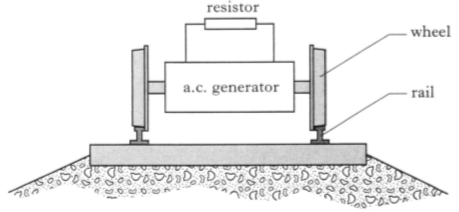 resistor
wheel
a.c. generator
rail